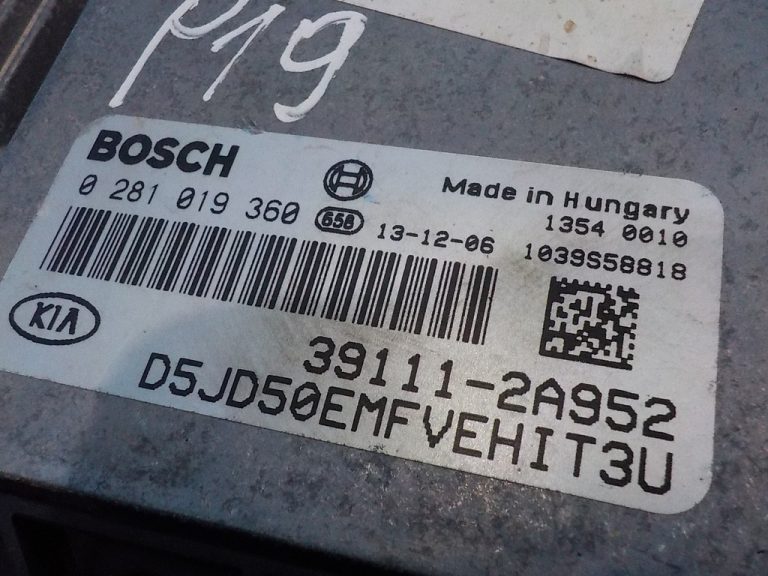 P19
BOSCH
Made in Hungary
0 281 019 360
658
13-12-06
1354 0010
1039S58818
KIA
39111-2A952
D5JD50EMFVEHIT3U